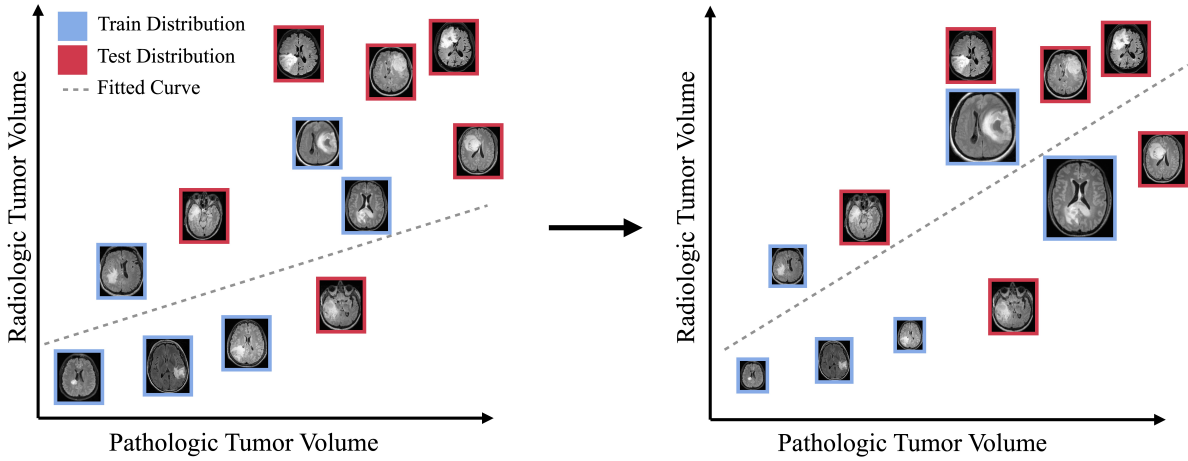 Train Distribution
Test Distribution
Fitted Curve
Radiologic Tumor Volume
Pathologic Tumor Volume
Radiologic Tumor Volume
Pathologic Tumor Volume